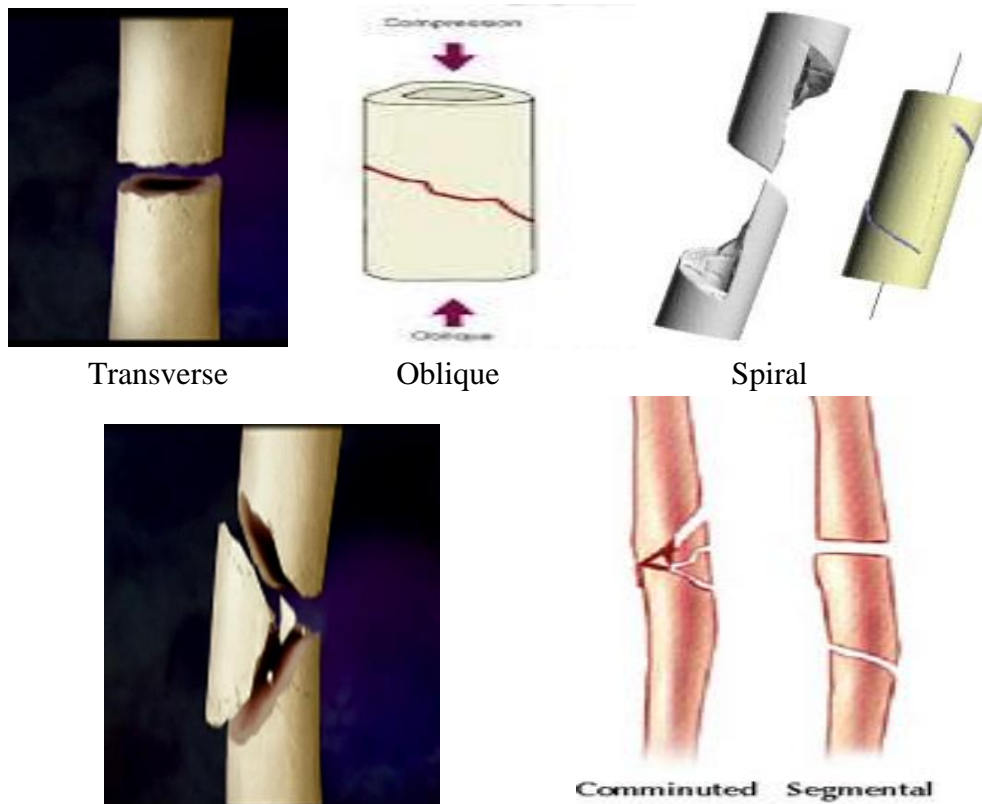 Compression
Oblique
Transverse Oblique Spiral
Comminuted Segmental